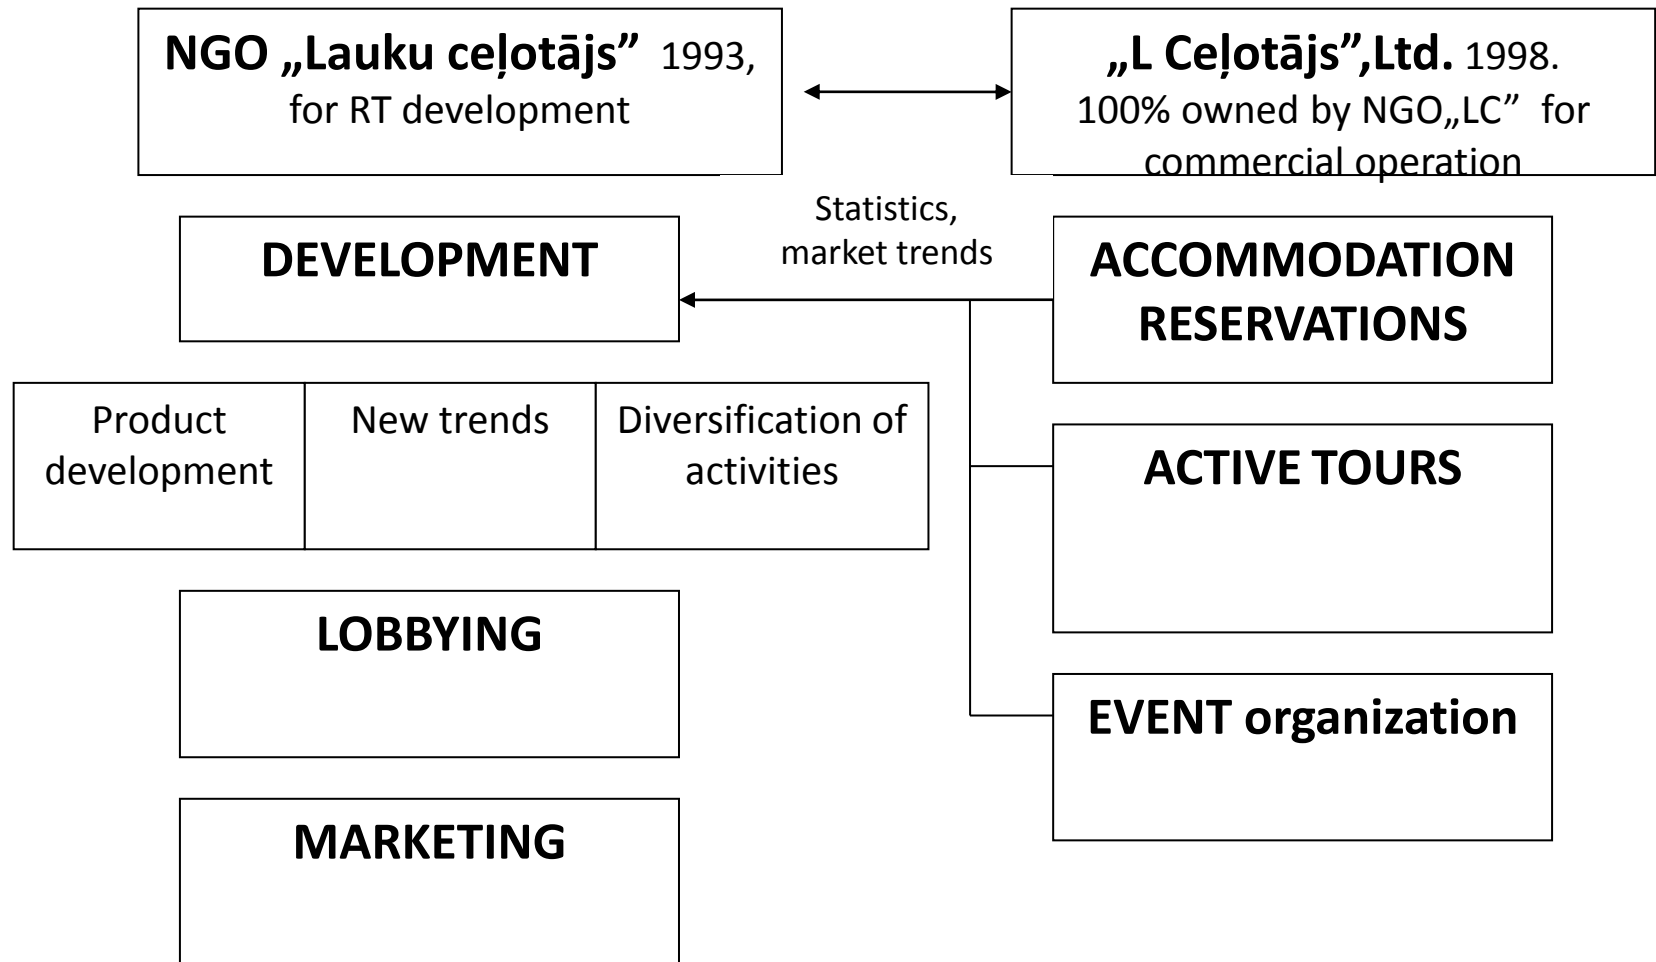 NGO „Lauku ceļotājs” 1993,
for RT development
„L Ceļotājs”,Ltd. 1998.
100% owned by NGO„LC” for
commercial operation
Statistics,
market trends
DEVELOPMENT
ACCOMMODATION
RESERVATIONS
Product
development
New trends
Diversification of
activities
ACTIVE TOURS
LOBBYING
EVENT organization
MARKETING